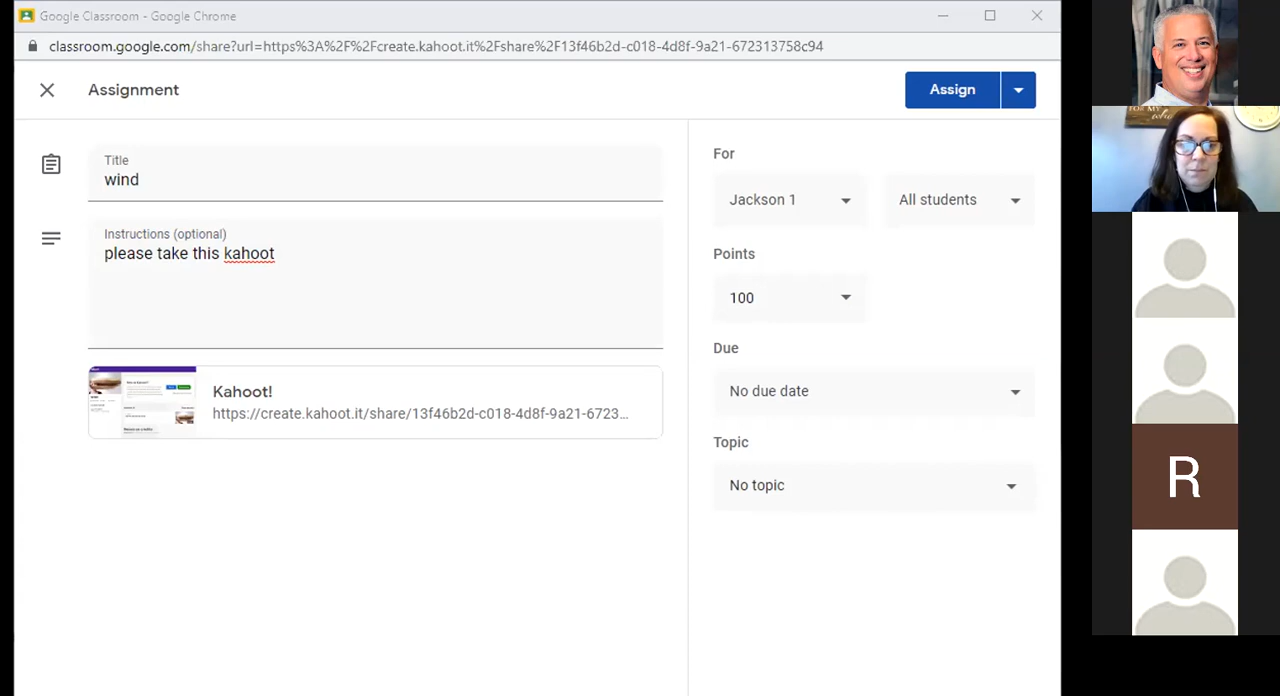 Google Classroom - Google Chrome
classroom.google.com/share?url=https%3A%2F%2Fcreate.kahoot.it%2Fshare%2F13f46b2d-c018-4d8f-9a21-672313758c94
Assignment
Assign
Title
wind
Instructions (optional)
please take this kahoot
Kahoot!
https://create.kahoot.it/share/13f46b2d-c018-4d8f-9a21-6723...
For
Jackson 1
All students
Points
100
Due
No due date
Topic
No topic
FOR MY
R